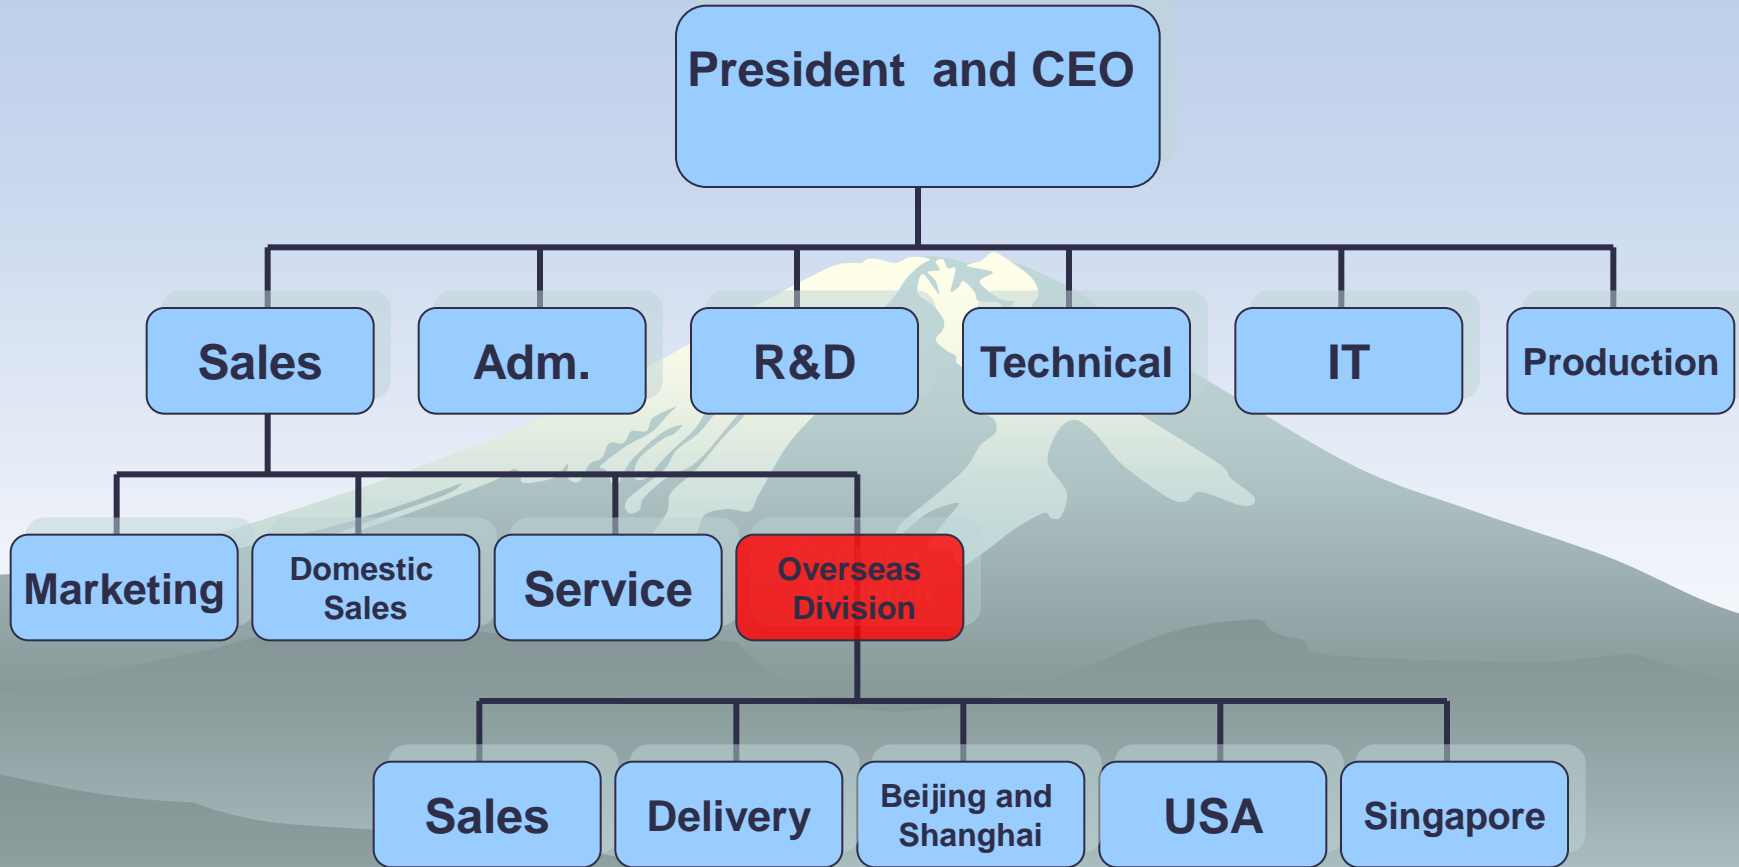 President and CEO
Sales
Adm.
R&D
Technical
IT
Production
Marketing
Domestic
Sales
Service
Overseas
Division
Sales
Delivery
Beijing and
Shanghai
USA
Singapore